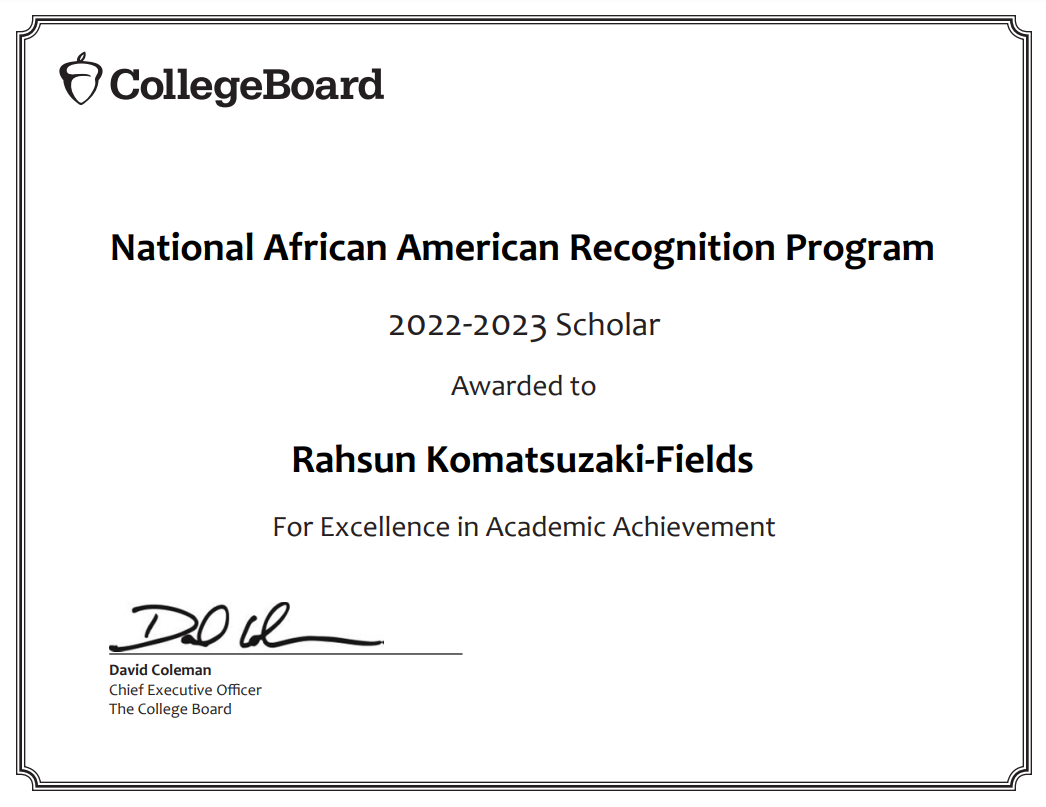 CollegeBoard
National African American Recognition Program
2022-2023 Scholar
Awarded to
Rahsun Komatsuzaki-Fields
For Excellence in Academic Achievement
David Coleman
Chief Executive Officer
The College Board